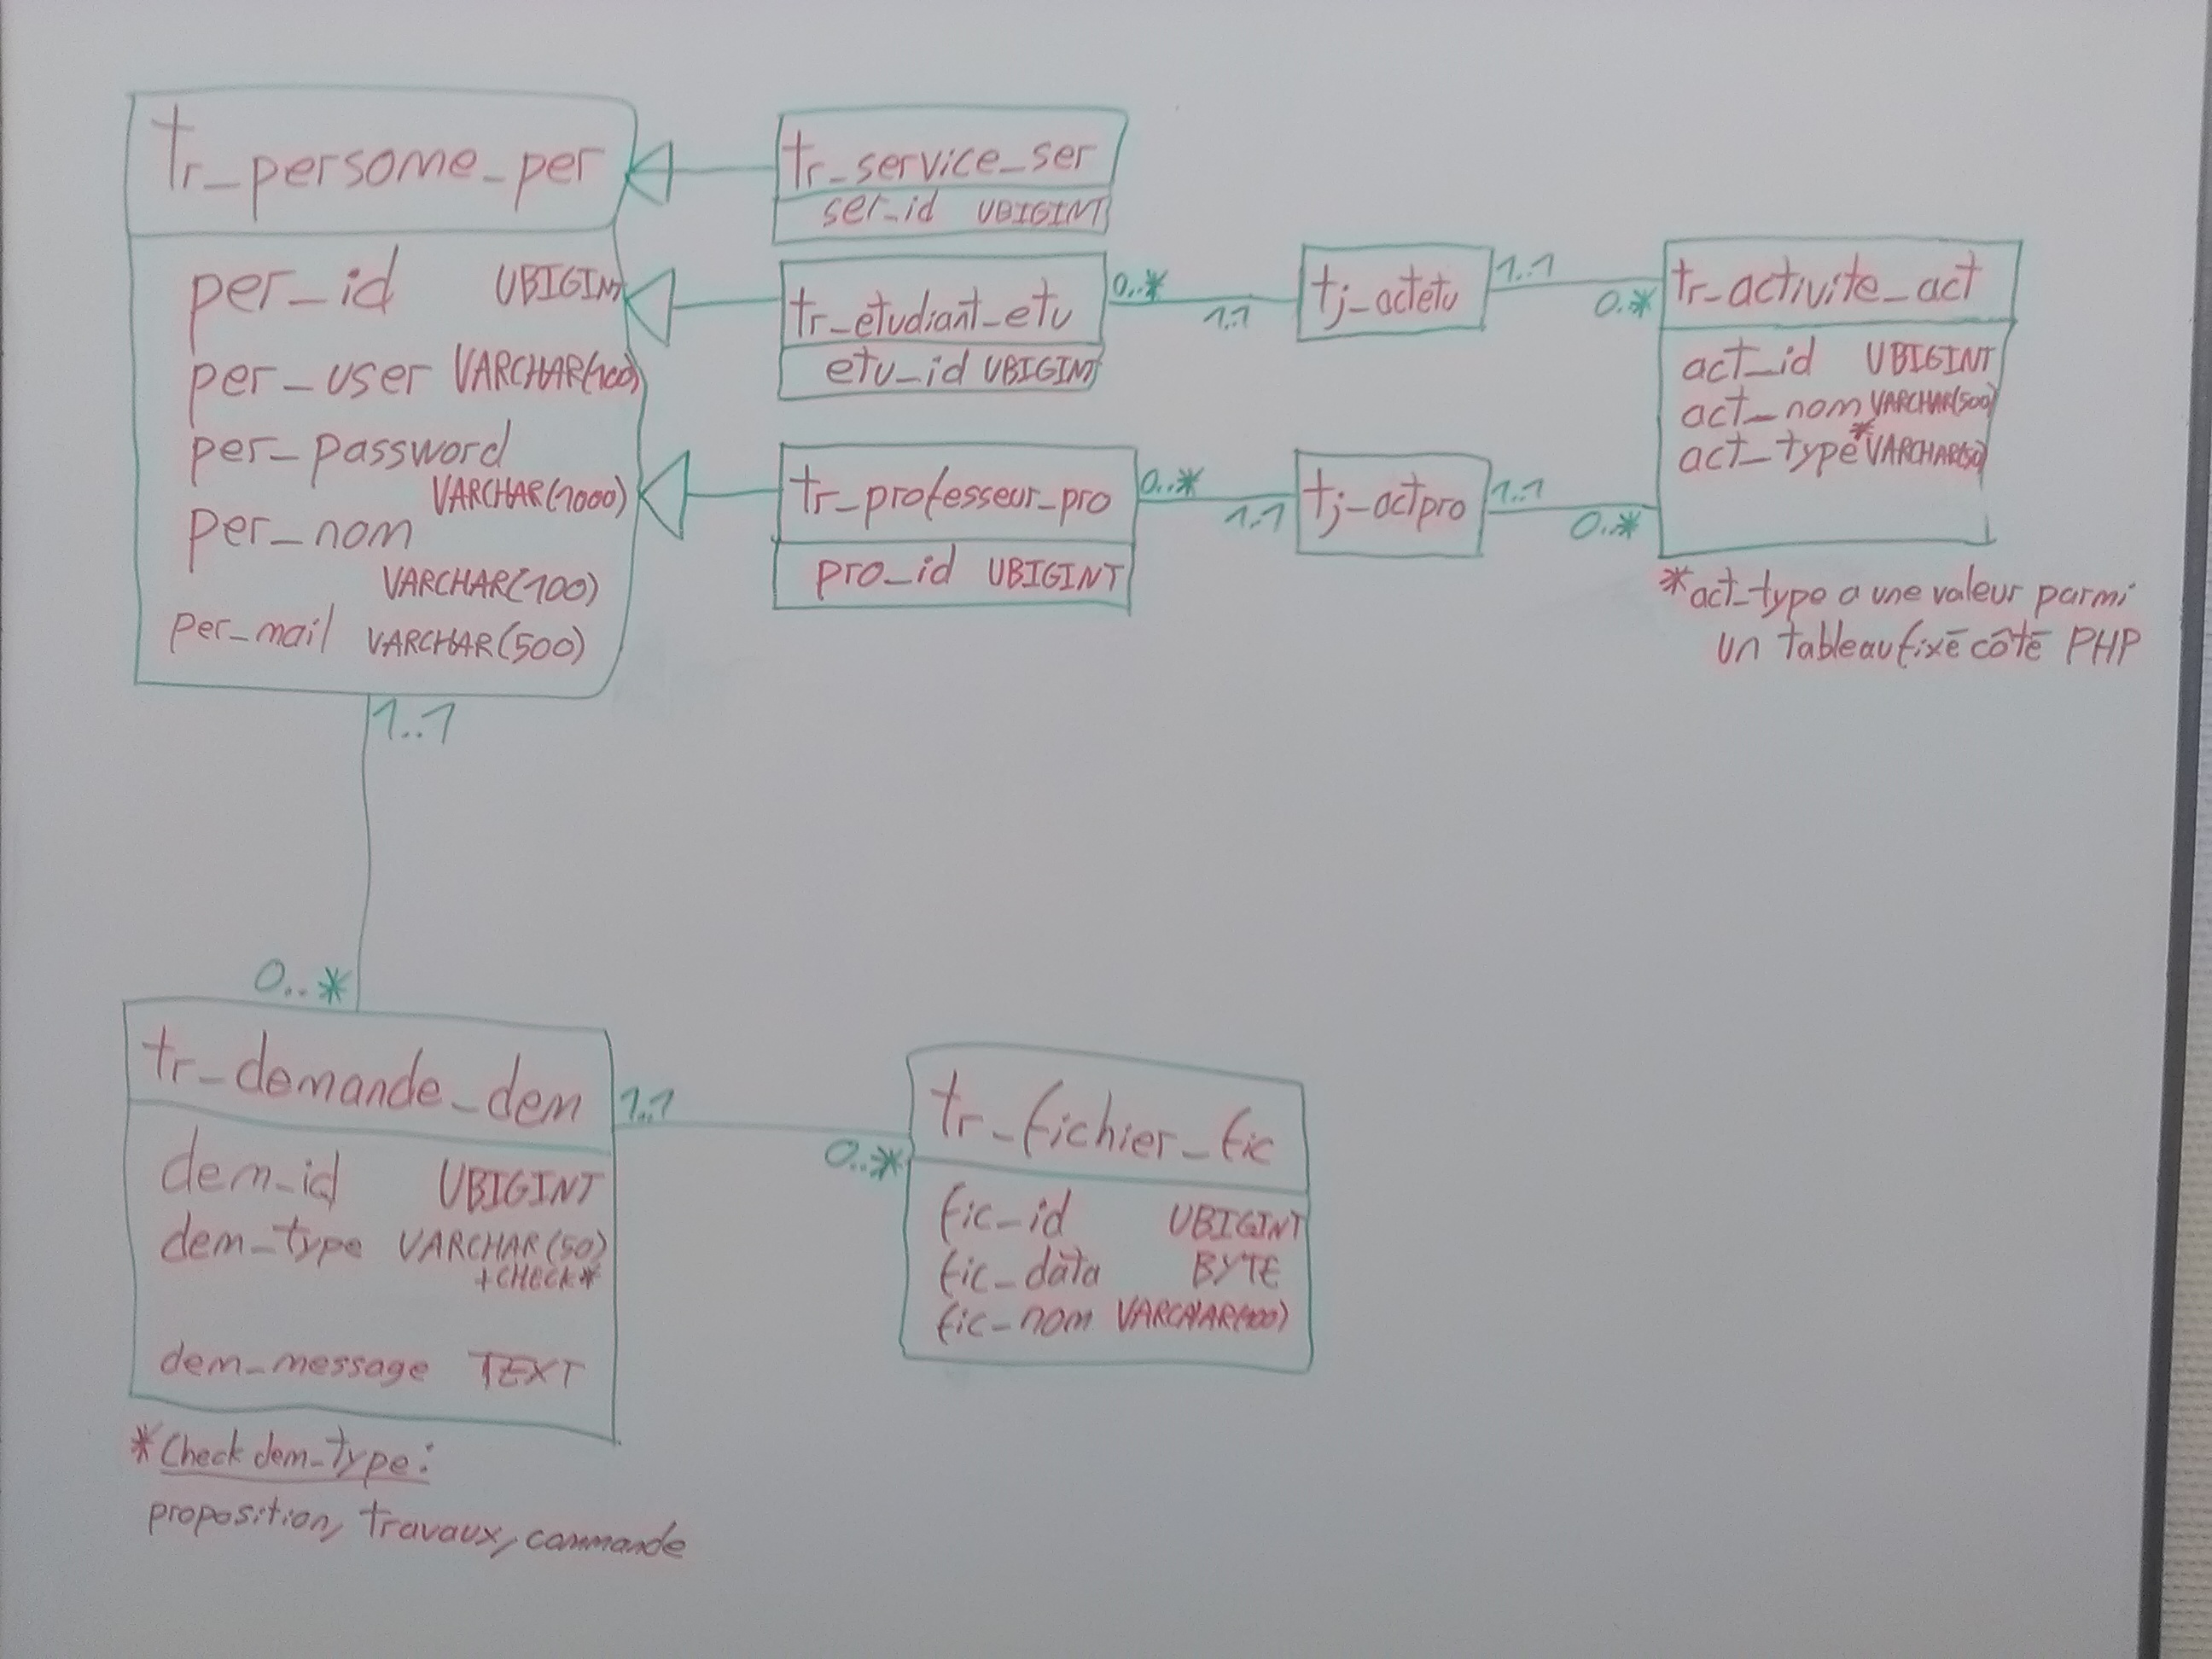 tr_personne_per
per_id UBIGINT
per_user VARCHAR(100)
per_password
VARCHAR(1000)
per_nom
VARCHAR(100)
per_mail VARCHAR(500)
tr_service_ser
ser_id UBIGINT
tr_etudiant_etu
etu_id UBIGINT
0..*
1.1
tj_actetu
1..1
0..*
tr_professeur_pro
pro_id UBIGINT
0..*
1.1
tj_actpro
1..1
0..*
tr_activite_act
act_id UBIGINT
act_nom VARCHAR(500)
act_type* VARCHAR(50)
*act_type a une valeur parmi
un tableau fixé côté PHP
1..1
0..*
tr_demande_dem
dem_id UBIGINT
dem_type VARCHAR(50)
+CHECK*
dem_message TEXT
*Check dem_type:
proposition, travaux, commande
1..1
0..*
tr_fichier_fic
fic_id UBIGINT
fic_data BYTE
fic_nom VARCHAR(100)